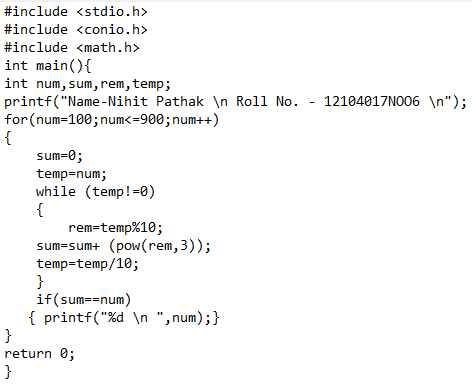 #include <stdio.h>
#include <conio.h>
#include <math.h>
int main(){
int num,sum,rem,temp;
printf("Name-Nihit Pathak \n Roll No. - 12104017NOO6 \n");
for(num=100;num<=900;num++)
{
    sum=0;
    temp=num;
    while (temp!=0)
    {
        rem=temp%10;
    sum=sum+ (pow(rem,3));
    temp=temp/10;
    }
    if(sum==num)
   { printf("%d \n ",num);}
}
return 0;
}